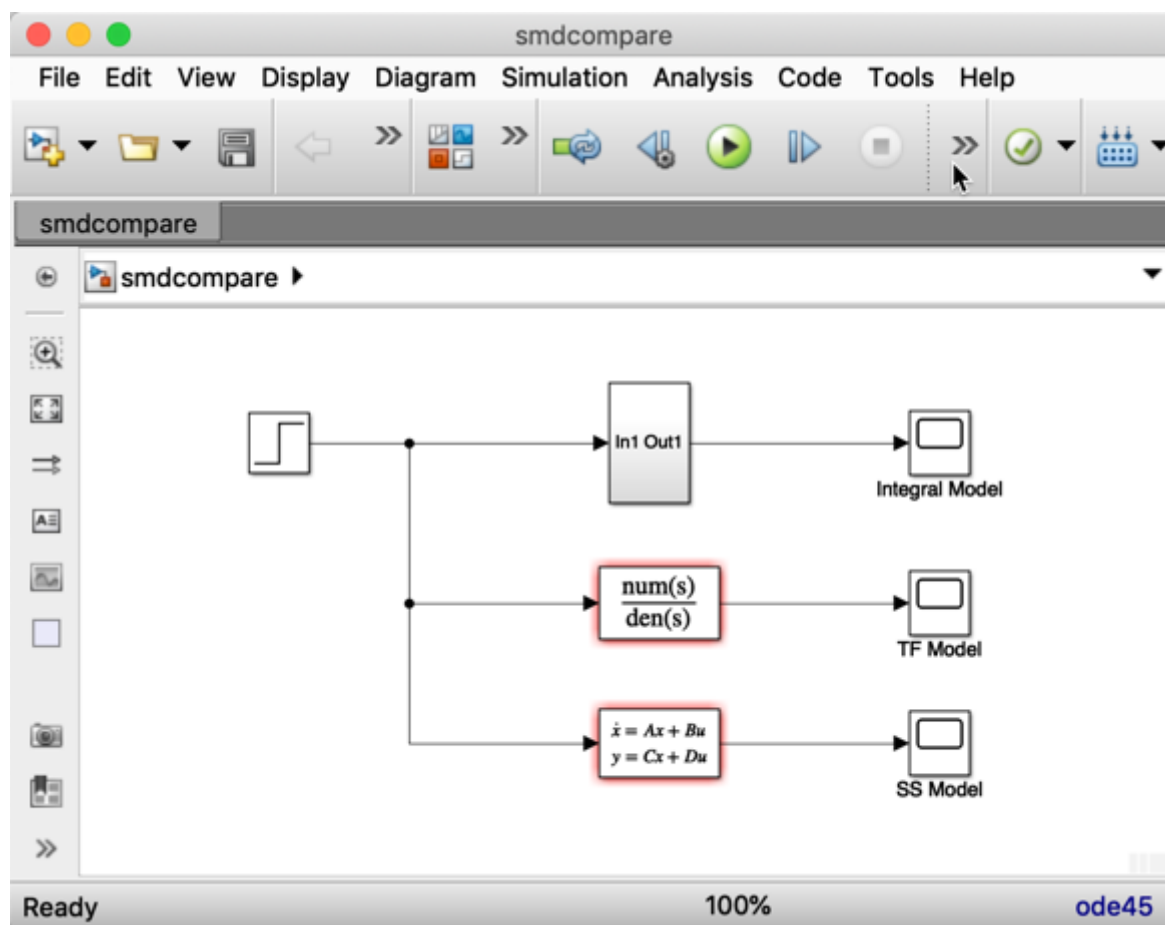 smdcompare
File Edit View Display Diagram Simulation Analysis Code Tools Help
smdcompare
smdcompare
In1 Out1
Integral Model
num(s)
den(s)
TF Model
ẋ = Ax + Bu
y = Cx + Du
SS Model
Ready 100% ode45